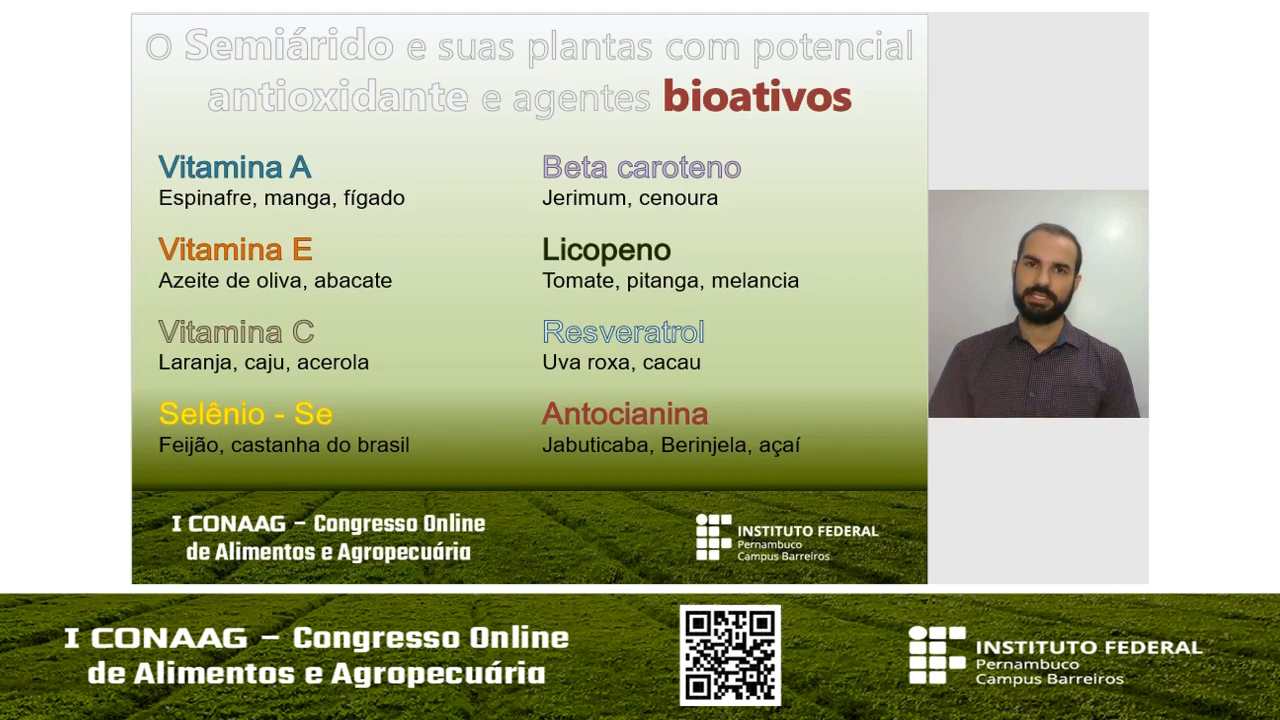 O Semiárido e suas plantas com potencial
antioxidante e agentes bioativos
Vitamina A
Espinafre, manga, fígado
Vitamina E
Azeite de oliva, abacate
Vitamina C
Laranja, caju, acerola
Selênio - Se
Feijão, castanha do brasil
Beta caroteno
Jerimum, cenoura
Licopeno
Tomate, pitanga, melancia
Resveratrol
Uva roxa, cacau
Antocianina
Jabuticaba, Berinjela, açaí
I CONAAG – Congresso Online
de Alimentos e Agropecuária
INSTITUTO FEDERAL
Pernambuco
Campus Barreiros
I CONAAG – Congresso Online
de Alimentos e Agropecuária
INSTITUTO FEDERAL
Pernambuco
Campus Barreiros